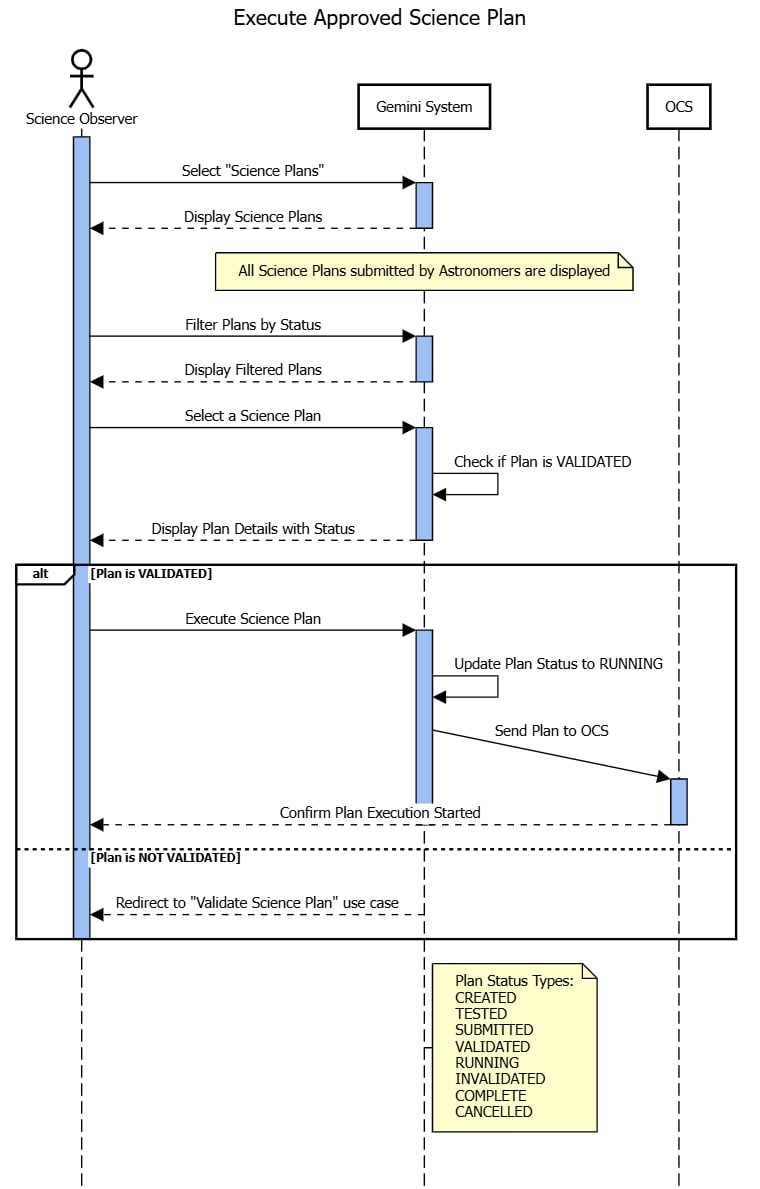 Execute Approved Science Plan
Science Observer
Gemini System
OCS
Select "Science Plans"
Display Science Plans
All Science Plans submitted by Astronomers are displayed
Filter Plans by Status
Display Filtered Plans
Select a Science Plan
Check if Plan is VALIDATED
Display Plan Details with Status
alt
[Plan is VALIDATED]
Execute Science Plan
Update Plan Status to RUNNING
Send Plan to OCS
Confirm Plan Execution Started
[Plan is NOT VALIDATED]
Redirect to "Validate Science Plan" use case
Plan Status Types:
CREATED
TESTED
SUBMITTED
VALIDATED
RUNNING
INVALIDATED
COMPLETE
CANCELLED